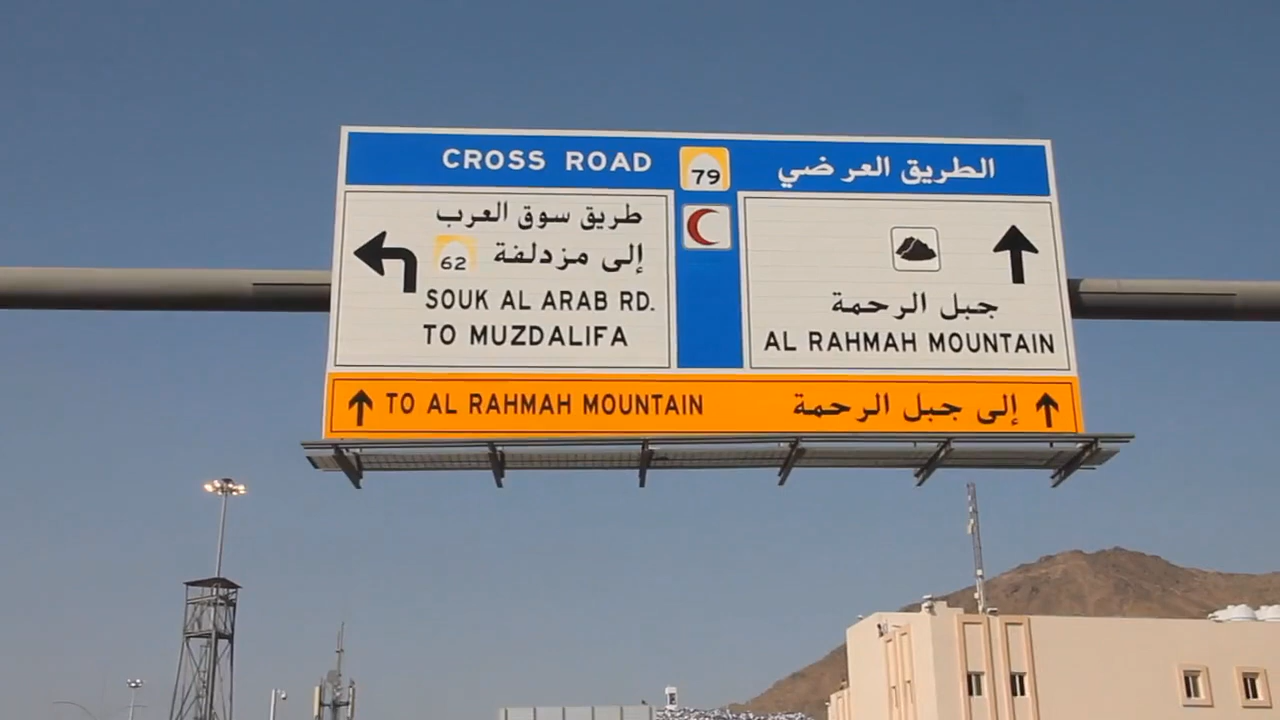 CROSS ROAD 79 الطريق العرضي
طريق سوق العرب
إلى مزدلفة 62
SOUK AL ARAB RD.
TO MUZDALIFA
جبل الرحمة
AL RAHMAH MOUNTAIN
TO AL RAHMAH MOUNTAIN إلى جبل الرحمة